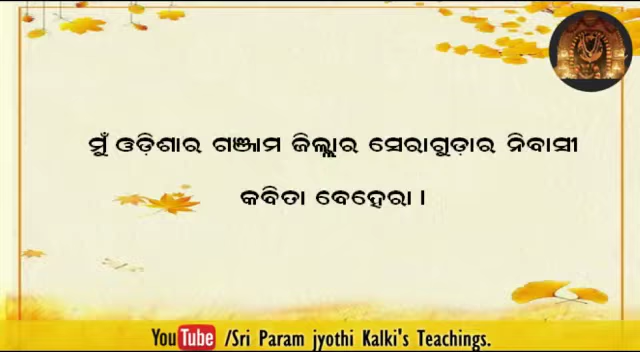 ମୁଁ ଓଡ଼ିଶାର ଗଞ୍ଜାମ ଜିଲ୍ଲାର ସେରାଗୁଡ଼ାର ନିବାସୀ
କବିତା ବେହେରା ।
YouTube /Sri Param jyothi Kalki's Teachings.